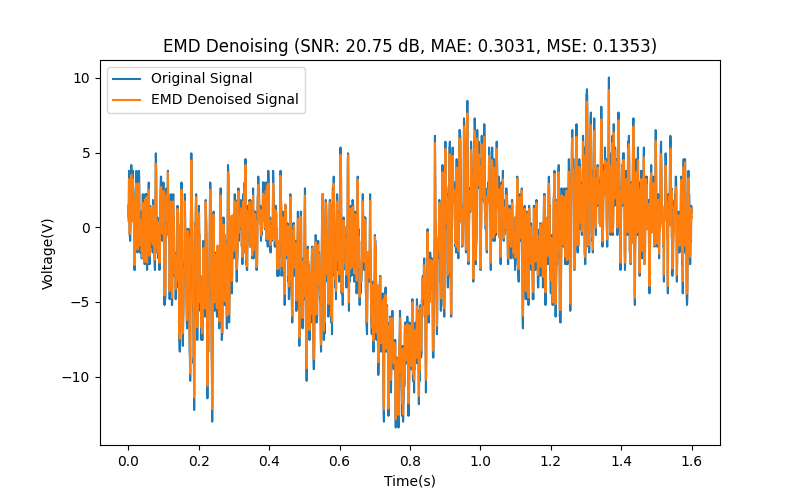 EMD Denoising (SNR: 20.75 dB, MAE: 0.3031, MSE: 0.1353)
Original Signal
EMD Denoised Signal
10
5
0
−5
−10
Voltage(V)
0.0 0.2 0.4 0.6 0.8 1.0 1.2 1.4 1.6
Time(s)